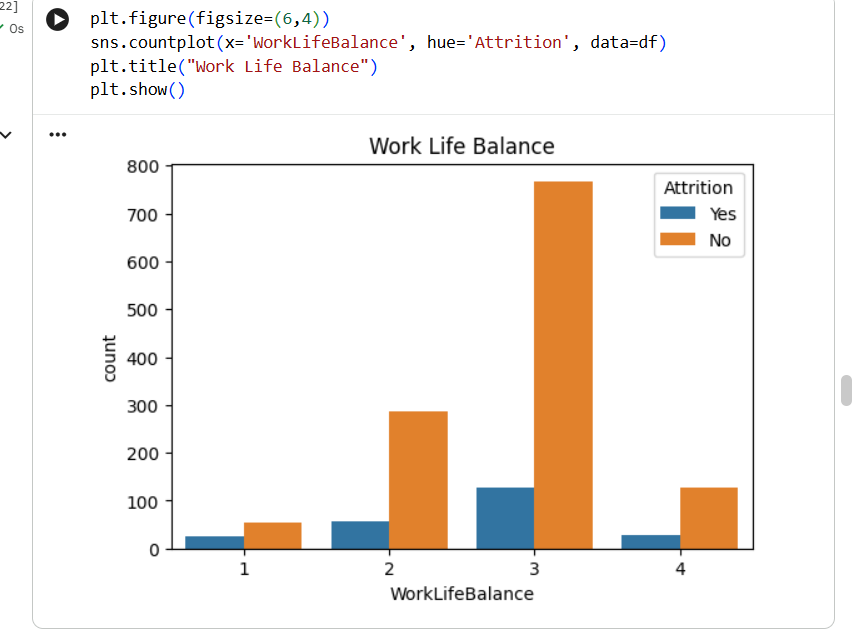 22]
0s
plt.figure(figsize=(6,4))
sns.countplot(x='WorkLifeBalance', hue='Attrition', data=df)
plt.title("Work Life Balance")
plt.show()
Work Life Balance
800
700
600
500
400
300
200
100
0
count
Attrition
Yes
No
1 2 3 4
WorkLifeBalance